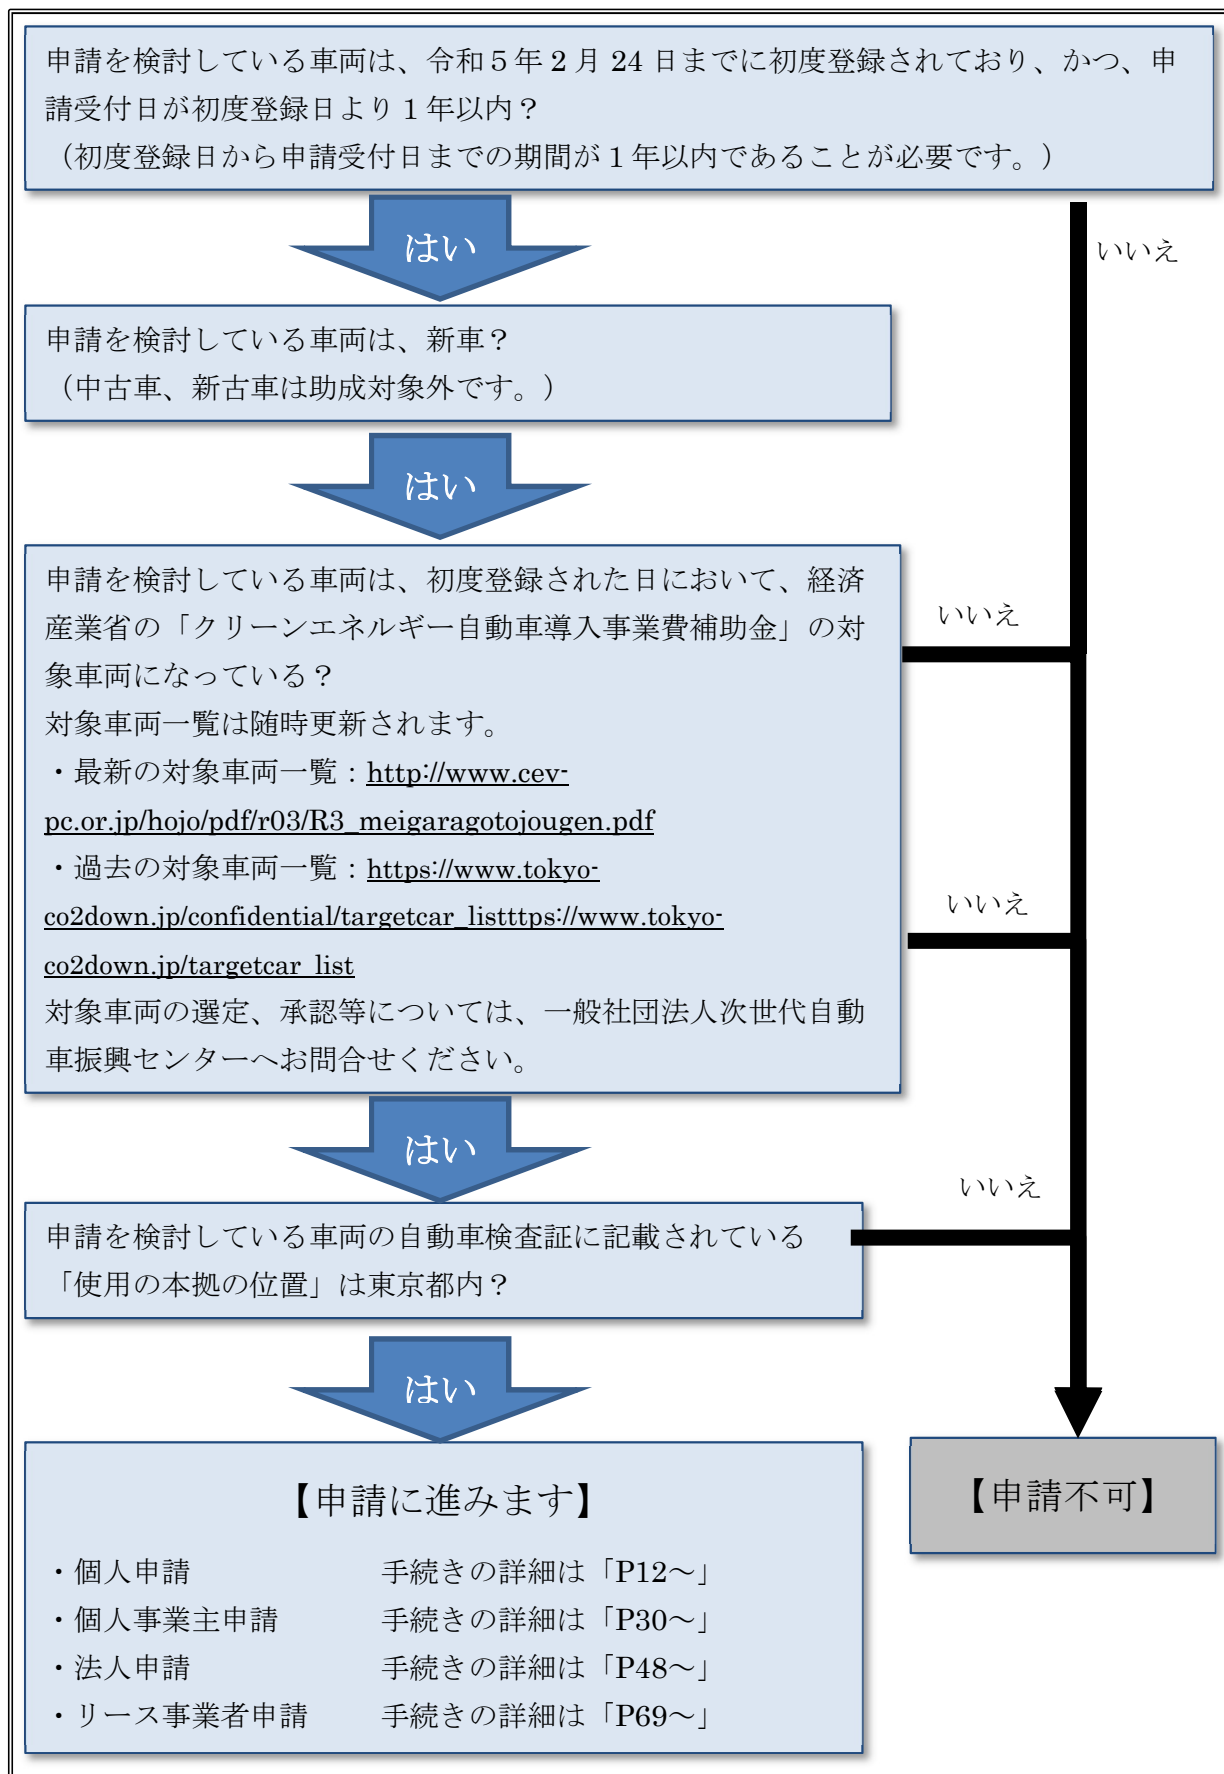 申請を検討している車両は、令和５年 2 月 24 日までに初度登録されており、かつ、申
請受付日が初度登録日より 1 年以内？
（初度登録日から申請受付日までの期間が 1 年以内であることが必要です。）
はい
いいえ
申請を検討している車両は、新車？
（中古車、新古車は助成対象外です。）
はい
申請を検討している車両は、初度登録された日において、経済
産業省の「クリーンエネルギー自動車導入事業費補助金」の対
象車両になっている？
対象車両一覧は随時更新されます。
・最新の対象車両一覧：http://www.cev-
pc.or.jp/hojo/pdf/r03/R3_meigaragotojougen.pdf
・過去の対象車両一覧：https://www.tokyo-
co2down.jp/confidential/targetcar_listttps://www.tokyo-
co2down.jp/targetcar_list
対象車両の選定、承認等については、一般社団法人次世代自動
車振興センターへお問合せください。
いいえ
いいえ
はい
いいえ
申請を検討している車両の自動車検査証に記載されている
「使用の本拠の位置」は東京都内？
はい
【申請に進みます】
・個人申請　手続きの詳細は「P12～」
・個人事業主申請　手続きの詳細は「P30～」
・法人申請　手続きの詳細は「P48～」
・リース事業者申請　手続きの詳細は「P69～」
【申請不可】